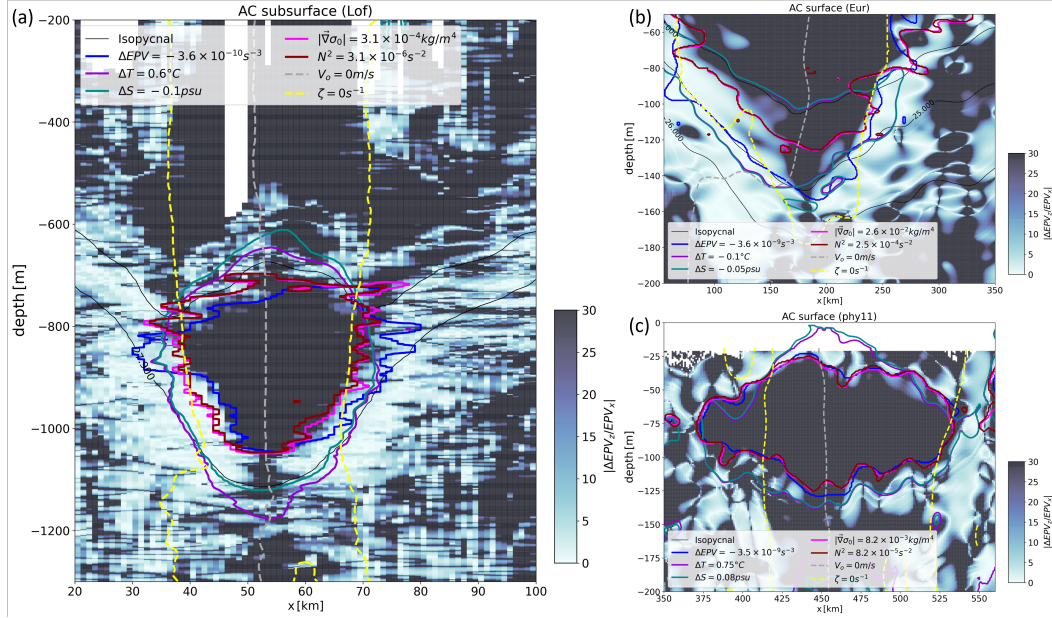 (a)
AC subsurface (Lof)
Isopycnal
ΔEPV = − 3.6 × 10⁻¹⁰s⁻³
ΔT = 0.6°C
ΔS = − 0.1psu
|∇⃗σ₀| = 3.1 × 10⁻⁴kg/m⁴
N² = 3.1 × 10⁻⁶s⁻²
Vₒ = 0m/s
ζ = 0s⁻¹
−200
−400
−600
−800
−1000
−1200
depth [m]
20 30 40 50 60 70 80 90 100
x [km]
30
25
20
15
10
5
0
|ΔEPV_z/EPV_x|
(b)
AC surface (Eur)
−60
−80
−100
−120
−140
−160
−180
−200
depth [m]
-26.000
25.000
Isopycnal
ΔEPV = − 3.6 × 10⁻⁹s⁻³
ΔT = − 0.1°C
ΔS = − 0.05psu
|∇⃗σ₀| = 2.6 × 10⁻²kg/m⁴
N² = 2.5 × 10⁻⁴s⁻²
Vₒ = 0m/s
ζ = 0s⁻¹
100 150 200 250 300 350
x [km]
30
25
20
15
10
5
0
|ΔEPV_z/EPV_x|
(c)
AC surface (phy11)
0
−25
−50
−75
−100
−125
−150
−175
−200
depth [m]
Isopycnal
ΔEPV = − 3.5 × 10⁻⁹s⁻³
ΔT = 0.75°C
ΔS = 0.08psu
|∇⃗σ₀| = 8.2 × 10⁻³kg/m⁴
N² = 8.2 × 10⁻⁵s⁻²
Vₒ = 0m/s
ζ = 0s⁻¹
350 375 400 425 450 475 500 525 550
x [km]
30
25
20
15
10
5
0
|ΔEPV_z/EPV_x|